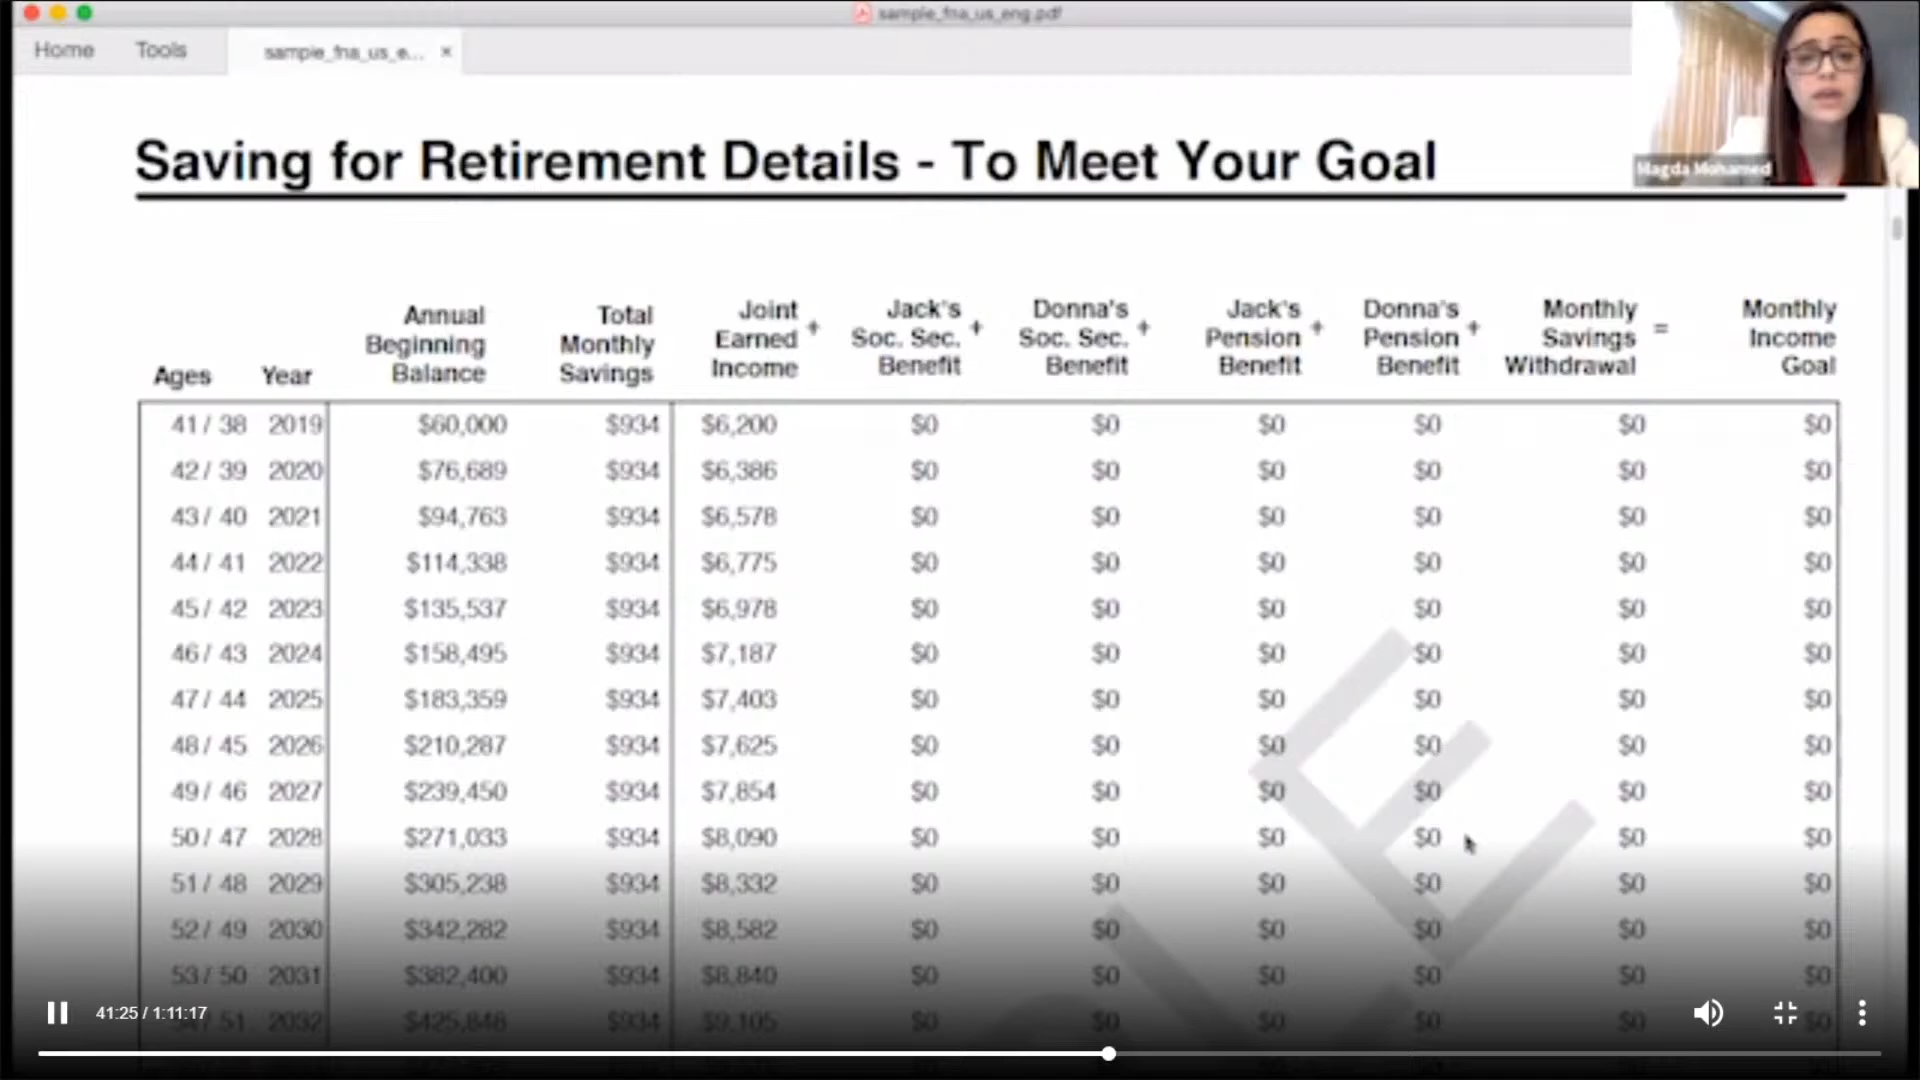 sample_fna_us_eng.pdf
Home Tools sample_fna_us_e... ×
Magda Mohamed
Saving for Retirement Details - To Meet Your Goal
Ages Year Annual Beginning Balance Total Monthly Savings Joint Earned Income + Jack's Soc. Sec. Benefit + Donna's Soc. Sec. Benefit + Jack's Pension Benefit + Donna's Pension Benefit + Monthly Savings Withdrawal = Monthly Income Goal
41 / 38 2019 $60,000 $934 $6,200 $0 $0 $0 $0 $0 $0
42 / 39 2020 $76,689 $934 $6,386 $0 $0 $0 $0 $0 $0
43 / 40 2021 $94,763 $934 $6,578 $0 $0 $0 $0 $0 $0
44 / 41 2022 $114,338 $934 $6,775 $0 $0 $0 $0 $0 $0
45 / 42 2023 $135,537 $934 $6,978 $0 $0 $0 $0 $0 $0
46 / 43 2024 $158,495 $934 $7,187 $0 $0 $0 $0 $0 $0
47 / 44 2025 $183,359 $934 $7,403 $0 $0 $0 $0 $0 $0
48 / 45 2026 $210,287 $934 $7,625 $0 $0 $0 $0 $0 $0
49 / 46 2027 $239,450 $934 $7,854 $0 $0 $0 $0 $0 $0
50 / 47 2028 $271,033 $934 $8,090 $0 $0 $0 $0 $0 $0
51 / 48 2029 $305,238 $934 $8,332 $0 $0 $0 $0 $0 $0
52 / 49 2030 $342,282 $934 $8,582 $0 $0 $0 $0 $0 $0
53 / 50 2031 $382,400 $934 $8,840 $0 $0 $0 $0 $0 $0
54 / 51 2032 $425,848 $934 $9,105 $0 $0 $0 $0 $0 $0
41:25 / 1:11:17